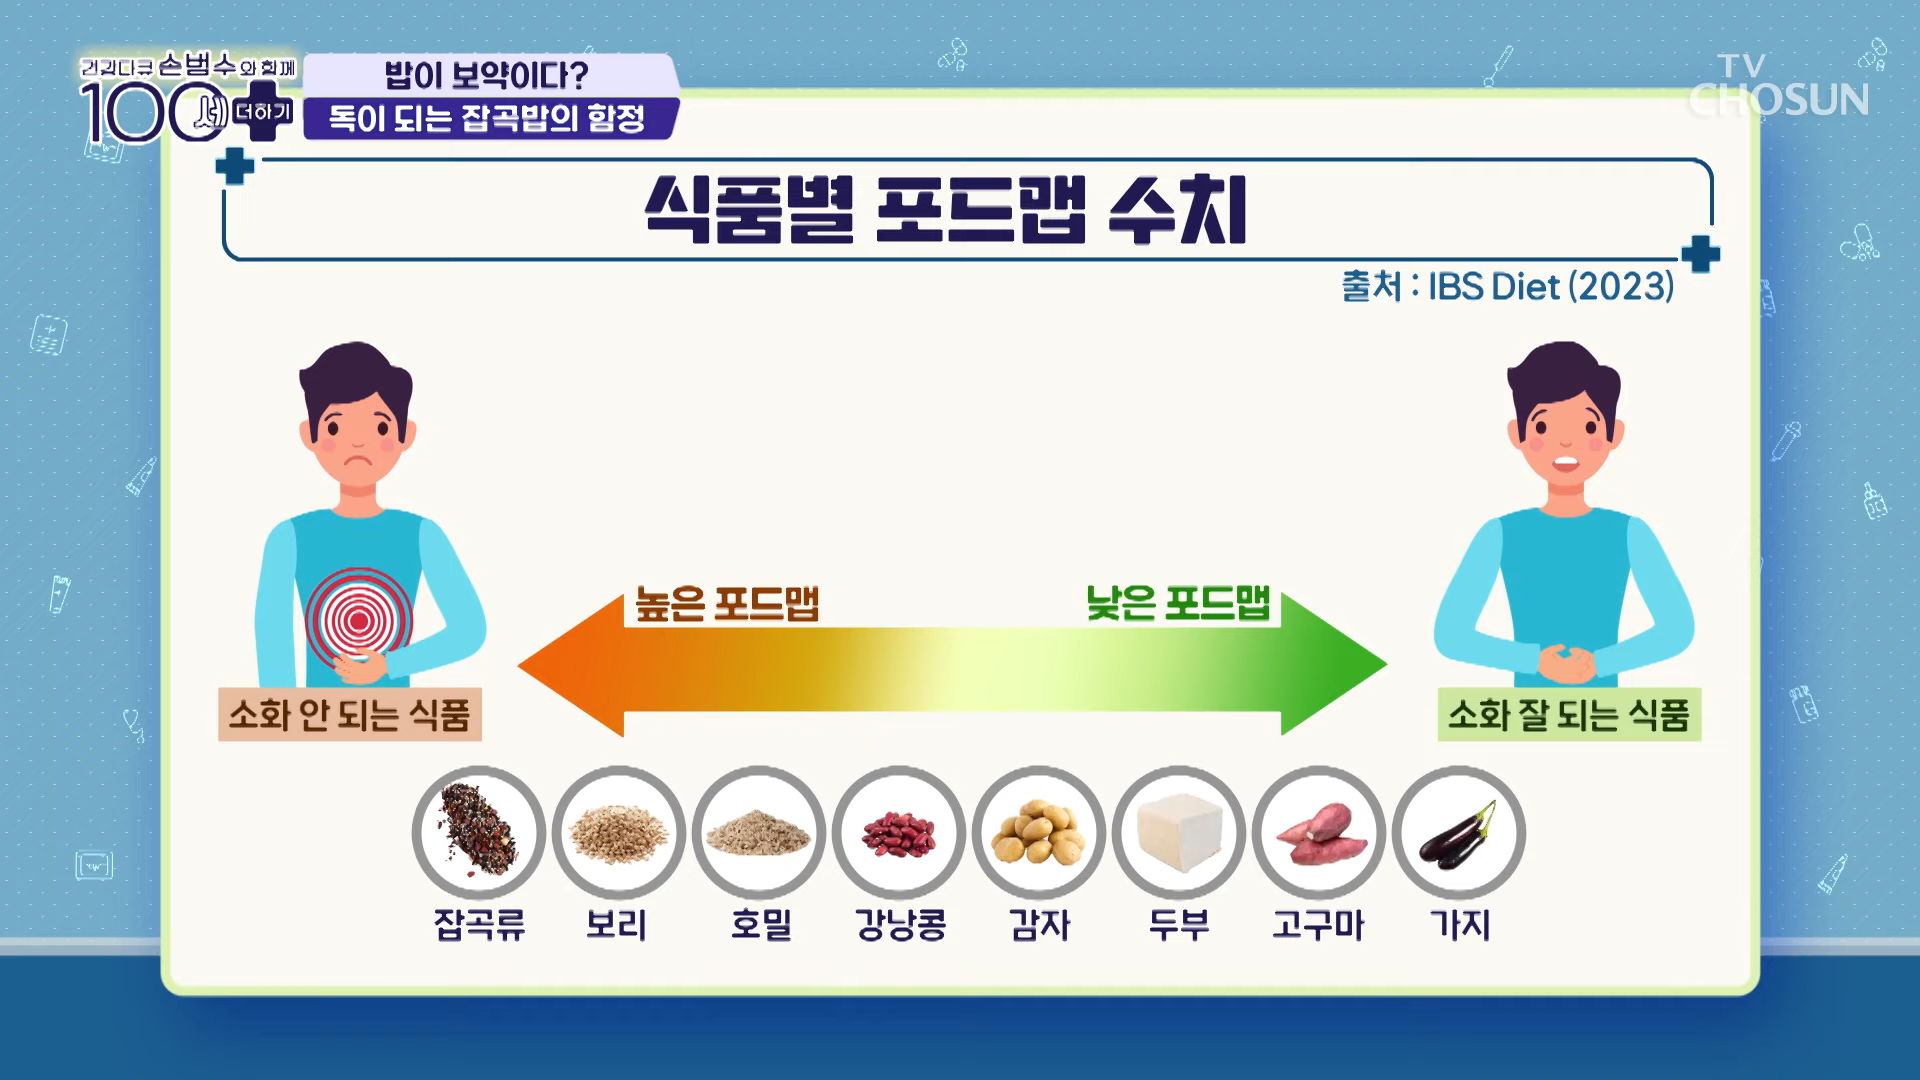 건강다큐 손범수와 함께
100세 더하기
밥이 보약이다?
독이 되는 잡곡밥의 함정
TV
CHOSUN
식품별 포드맵 수치
출처 : IBS Diet (2023)
높은 포드맵
낮은 포드맵
소화 안 되는 식품
소화 잘 되는 식품
잡곡류
보리
호밀
강낭콩
감자
두부
고구마
가지